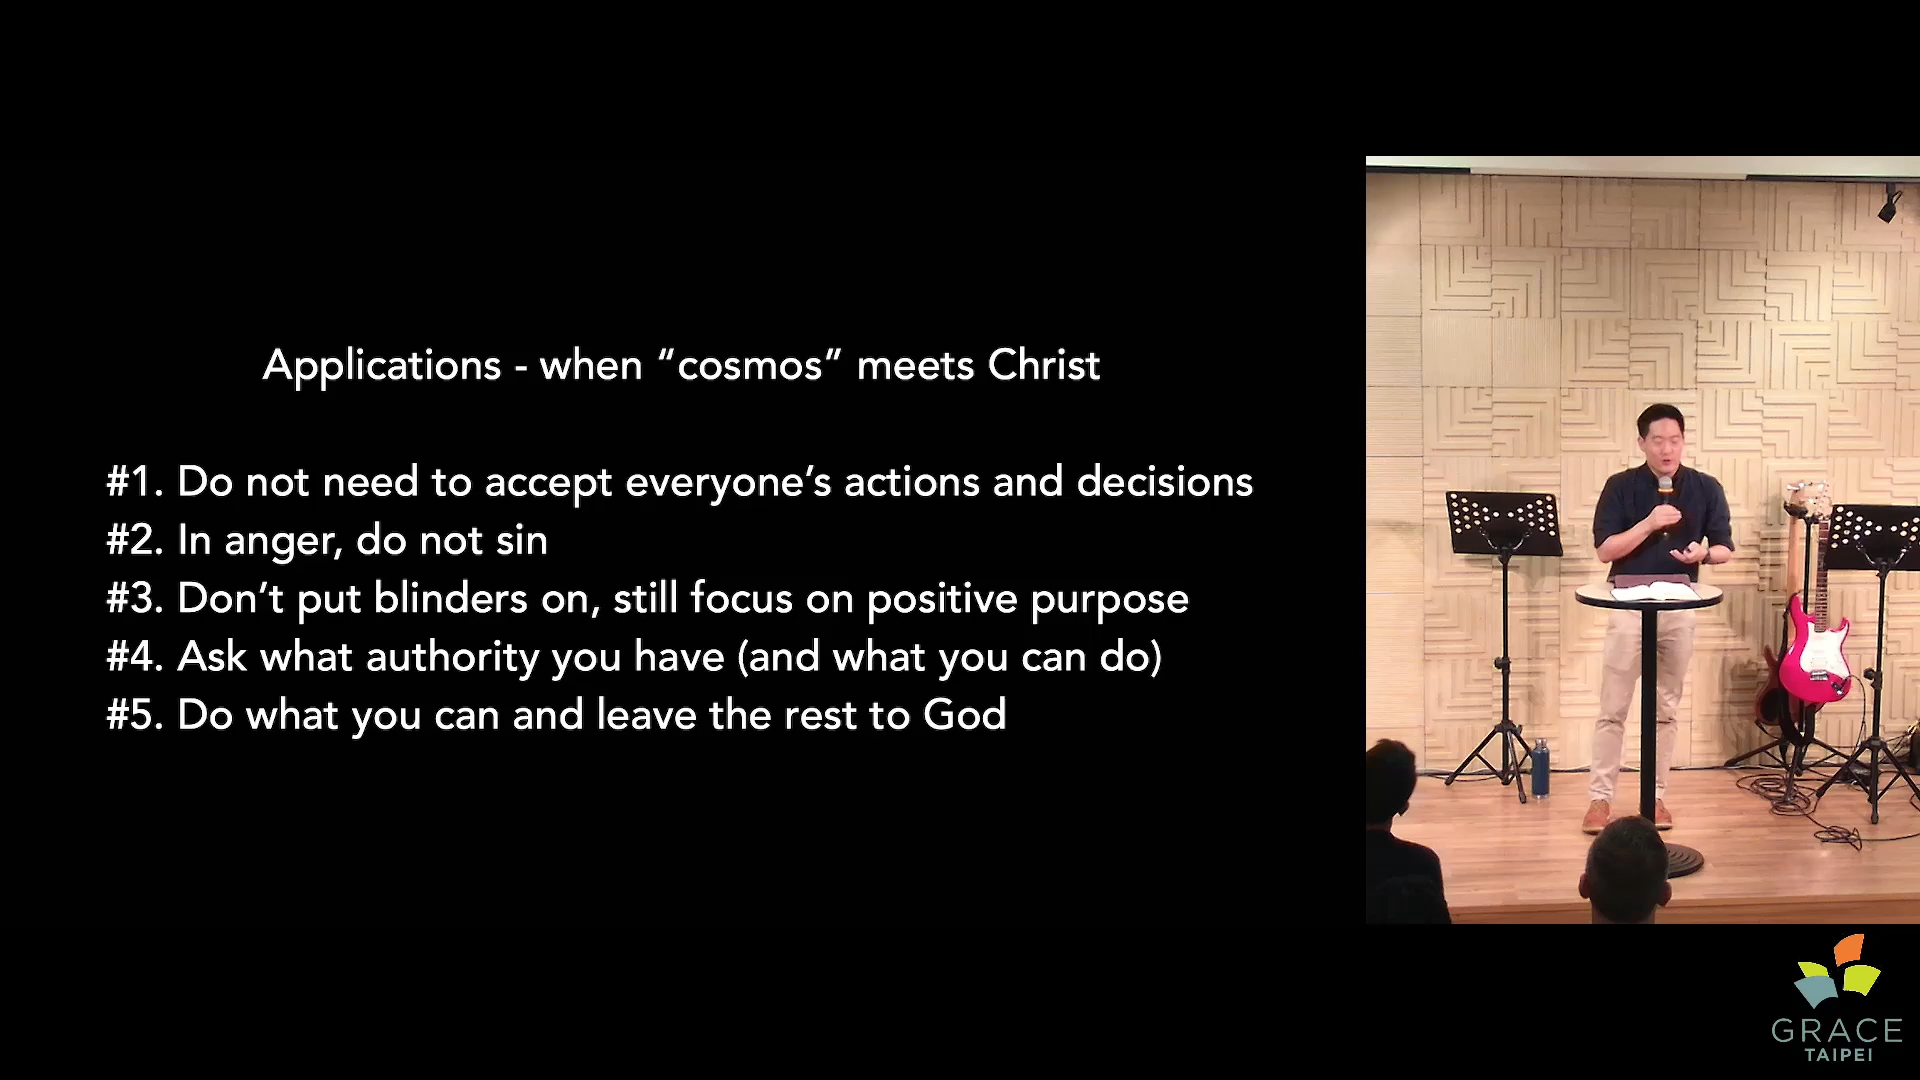 Applications - when “cosmos” meets Christ
#1. Do not need to accept everyone’s actions and decisions
#2. In anger, do not sin
#3. Don’t put blinders on, still focus on positive purpose
#4. Ask what authority you have (and what you can do)
#5. Do what you can and leave the rest to God
GRACE
TAIPEI